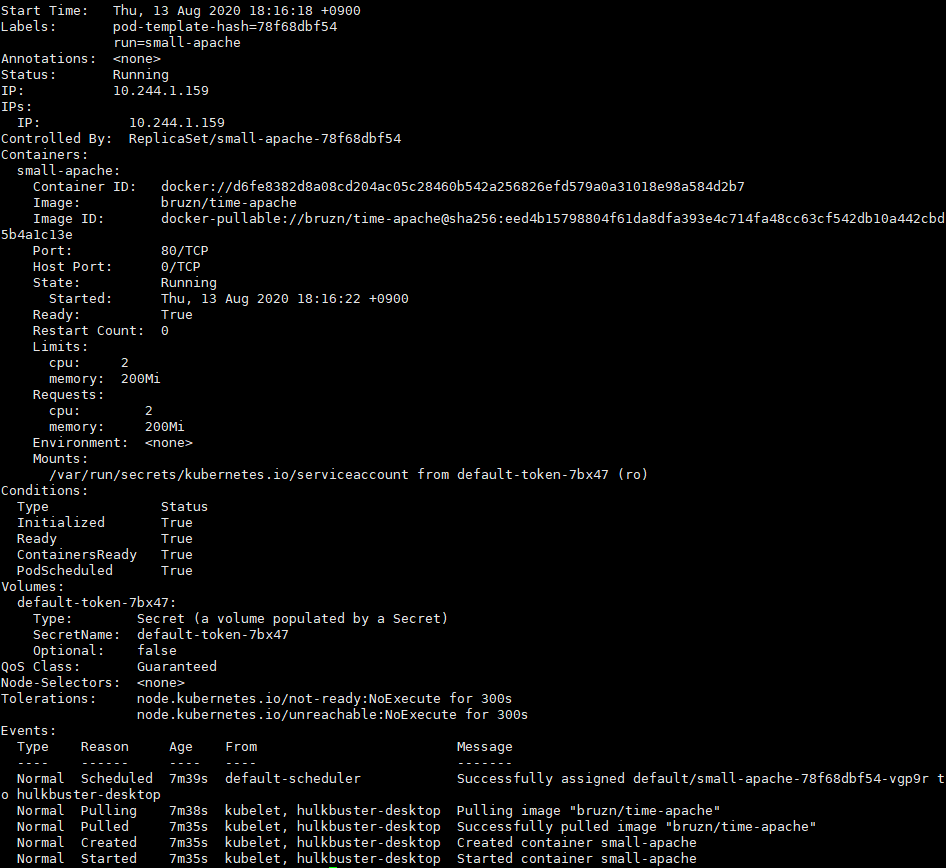 Start Time:   Thu, 13 Aug 2020 18:16:18 +0900
Labels:       pod-template-hash=78f68dbf54
              run=small-apache
Annotations:  <none>
Status:       Running
IP:           10.244.1.159
IPs:
  IP:           10.244.1.159
Controlled By:  ReplicaSet/small-apache-78f68dbf54
Containers:
  small-apache:
    Container ID:   docker://d6fe8382d8a08cd204ac05c28460b542a256826efd579a0a31018e98a584d2b7
    Image:          bruzn/time-apache
    Image ID:       docker-pullable://bruzn/time-apache@sha256:eed4b15798804f61da8dfa393e4c714fa48cc63cf542db10a442cbd
5b4a1c13e
    Port:           80/TCP
    Host Port:      0/TCP
    State:          Running
      Started:      Thu, 13 Aug 2020 18:16:22 +0900
    Ready:          True
    Restart Count:  0
    Limits:
      cpu:     2
      memory:  200Mi
    Requests:
      cpu:        2
      memory:     200Mi
    Environment:  <none>
    Mounts:
      /var/run/secrets/kubernetes.io/serviceaccount from default-token-7bx47 (ro)
Conditions:
  Type              Status
  Initialized       True
  Ready             True
  ContainersReady   True
  PodScheduled      True
Volumes:
  default-token-7bx47:
    Type:        Secret (a volume populated by a Secret)
    SecretName:  default-token-7bx47
    Optional:    false
QoS Class:       Guaranteed
Node-Selectors:  <none>
Tolerations:     node.kubernetes.io/not-ready:NoExecute for 300s
                 node.kubernetes.io/unreachable:NoExecute for 300s
Events:
  Type    Reason     Age    From                         Message
  ----    ------     ----   ----                         -------
  Normal  Scheduled  7m39s  default-scheduler            Successfully assigned default/small-apache-78f68dbf54-vgp9r t
o hulkbuster-desktop
  Normal  Pulling    7m38s  kubelet, hulkbuster-desktop  Pulling image "bruzn/time-apache"
  Normal  Pulled     7m35s  kubelet, hulkbuster-desktop  Successfully pulled image "bruzn/time-apache"
  Normal  Created    7m35s  kubelet, hulkbuster-desktop  Created container small-apache
  Normal  Started    7m35s  kubelet, hulkbuster-desktop  Started container small-apache